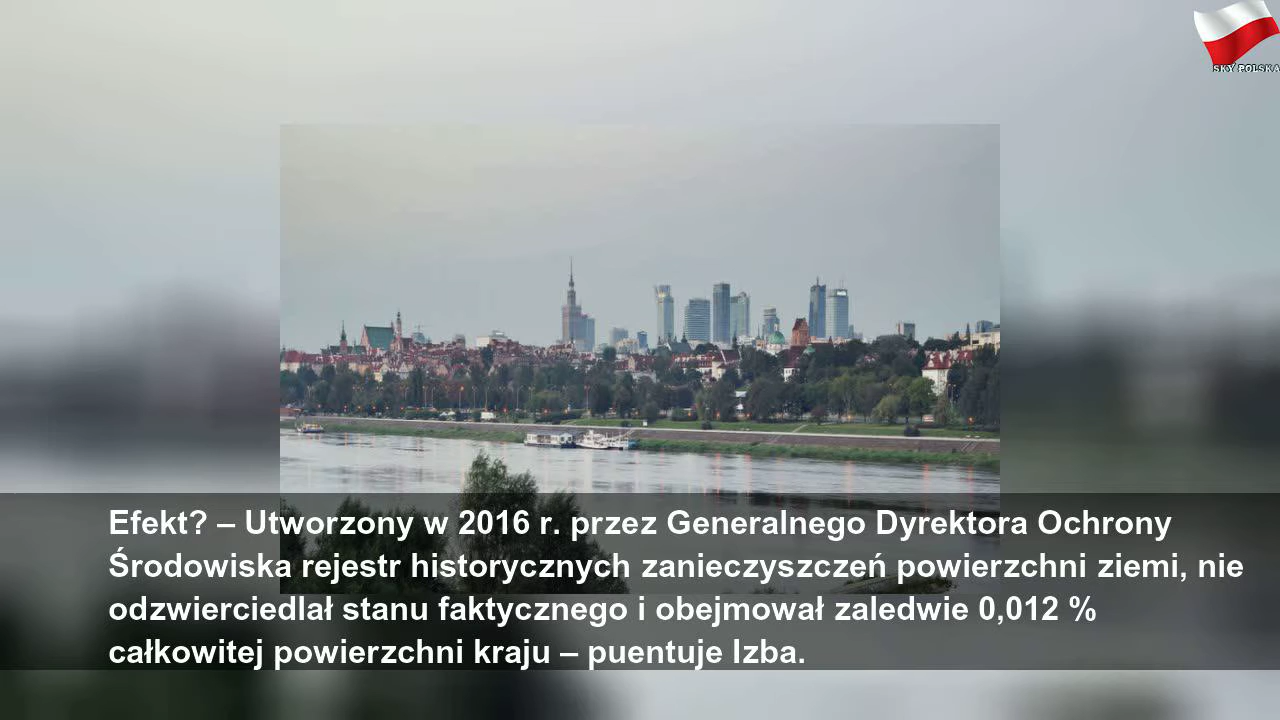 SKY POLSKA
Efekt? – Utworzony w 2016 r. przez Generalnego Dyrektora Ochrony
Środowiska rejestr historycznych zanieczyszczeń powierzchni ziemi, nie
odzwierciedlał stanu faktycznego i obejmował zaledwie 0,012 %
całkowitej powierzchni kraju – puentuje Izba.